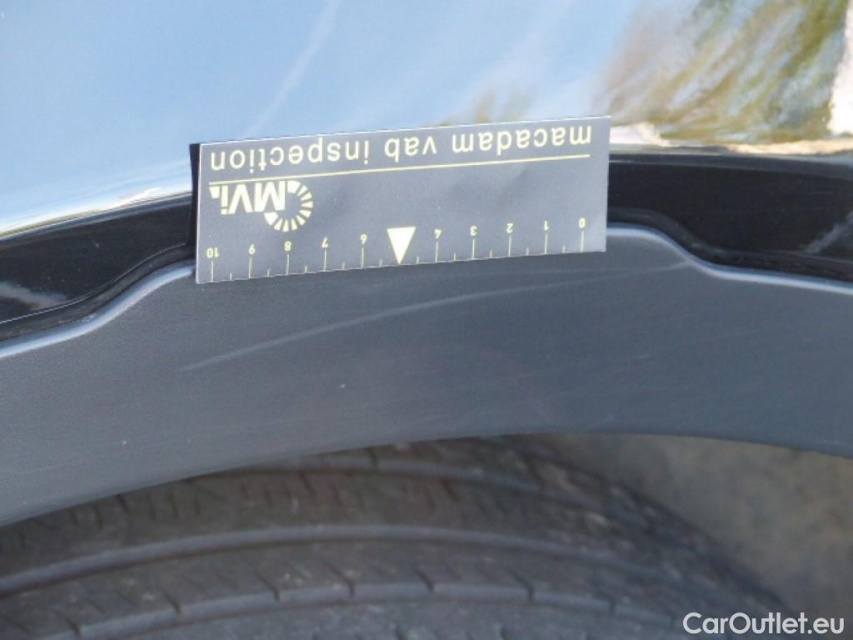 macadam vab inspection
MVi
10 9 8 7 6 4 3 2 1 0
CarOutlet.eu